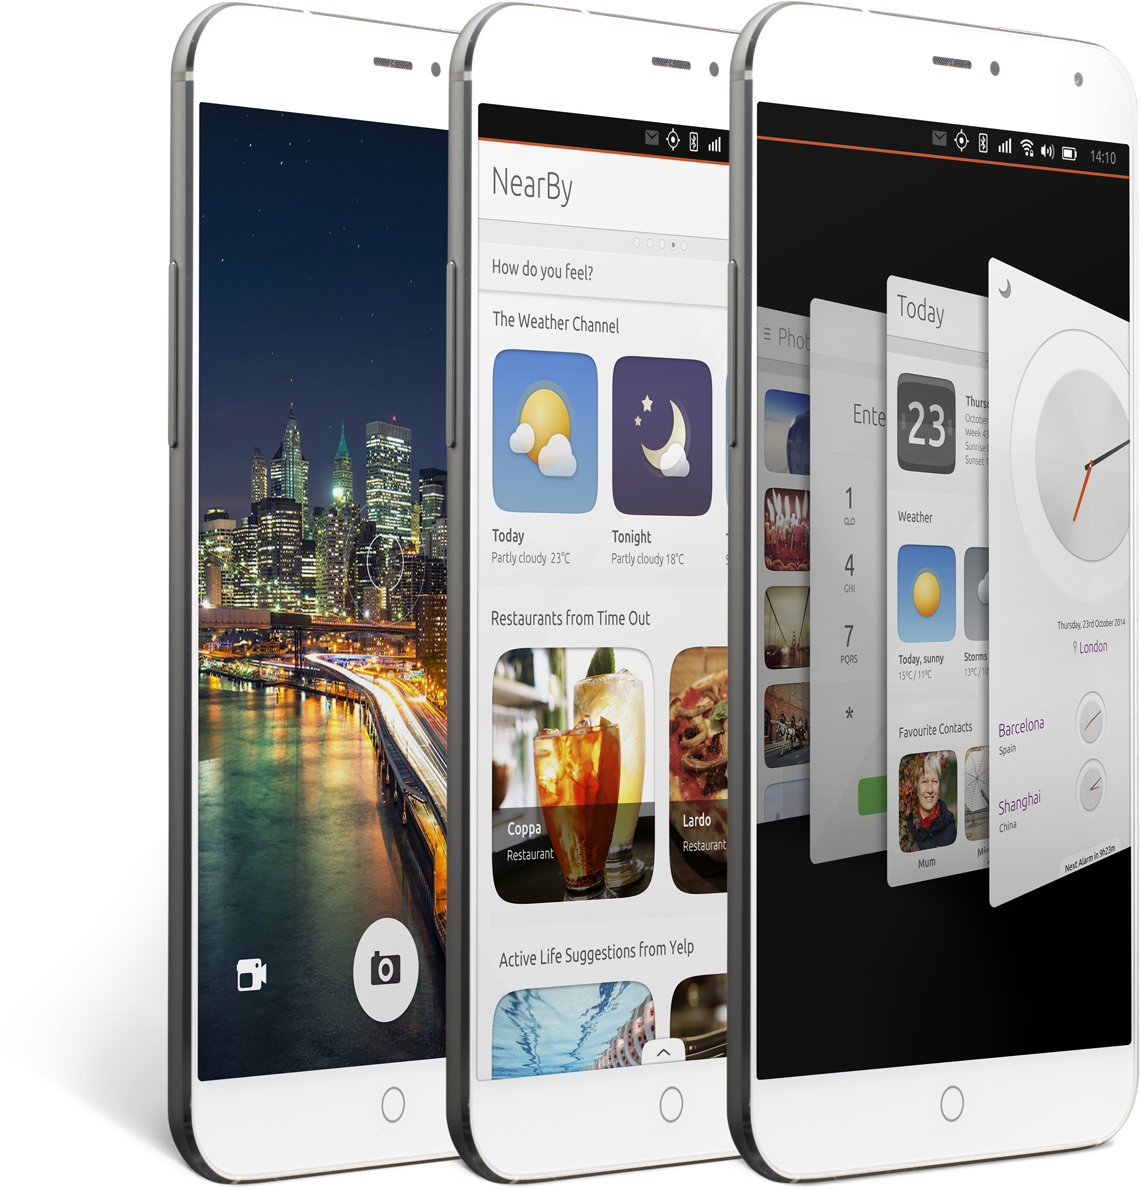 NearBy
How do you feel?
The Weather Channel
Today
Partly cloudy 23°C
Tonight
Partly cloudy 18°C
Restaurants from Time Out
Coppa
Restaurant
Lardo
Restaurant
Active Life Suggestions from Yelp
14:10
Phot
Ente
1
4
GHI
7
PQRS
*
Today
23
Thurs
October
Week 43
Sunrise
Sunset 1
Weather
Today, sunny
15°C / 11°C
Storms
13°C / 10°
Favourite Contacts
Mum
Thursday, 23rd October 2014
London
Barcelona
Spain
Shanghai
China
Next Alarm in 9h23m